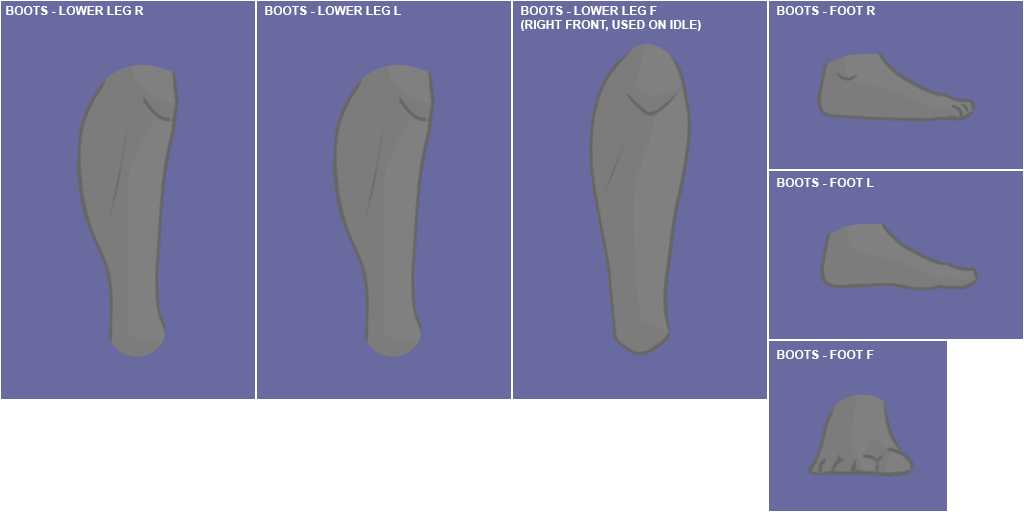 BOOTS - LOWER LEG R
BOOTS - LOWER LEG L
BOOTS - LOWER LEG F
(RIGHT FRONT, USED ON IDLE)
BOOTS - FOOT R
BOOTS - FOOT L
BOOTS - FOOT F